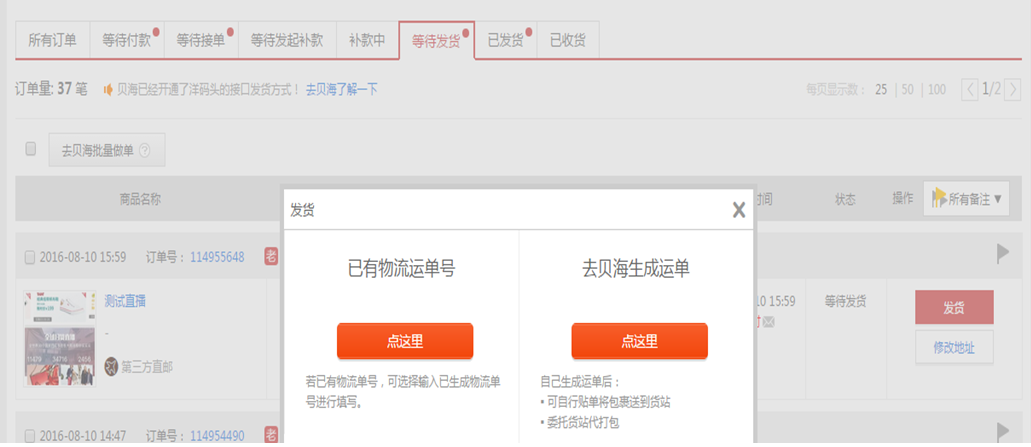 所有订单 等待付款 等待接单 等待发起补款 补款中 等待发货 已发货 已收货
订单量: 37 笔 贝海已经开通了洋码头的接口发货方式！ 去贝海了解一下 每页显示数： 25 | 50 | 100 1/2
去贝海批量做单 ?
商品名称 时间 状态 操作 所有备注▼
发货 X
2016-08-10 15:59 订单号： 114955648 老
已有物流运单号 去贝海生成运单
测试直播 10 15:59 等待发货 发货
-
点这里 点这里
修改地址
第三方直邮
若已有物流单号，可选择输入已生成物流单 自己生成运单后：
号进行填写。 • 可自行贴单将包裹送到货站
• 委托货站代打包
2016-08-10 14:47 订单号： 114954490 老